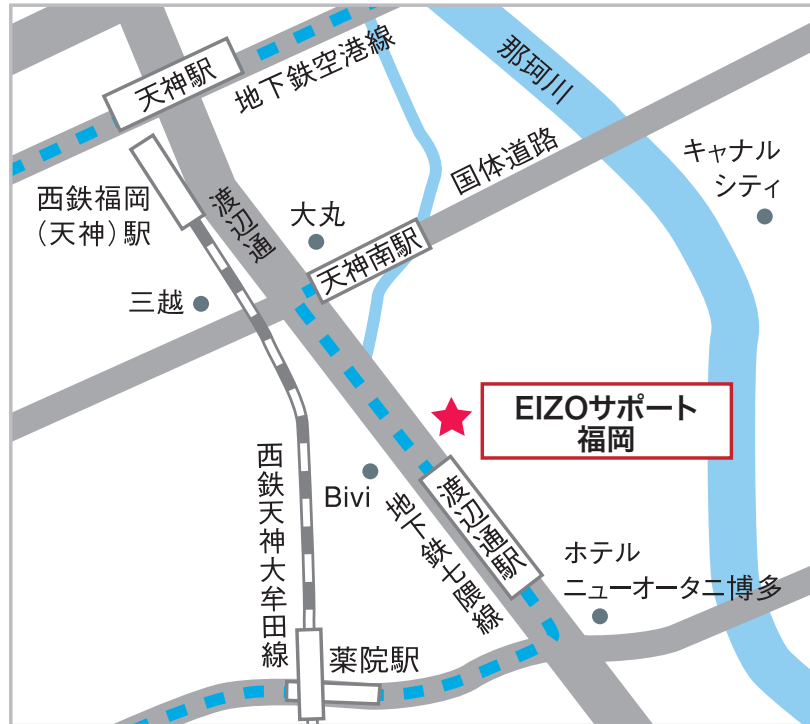 天神駅
地下鉄空港線
那珂川
国体道路
キャナル
シティ
西鉄福岡
（天神）駅
渡辺通
大丸
天神南駅
三越
EIZOサポート
福岡
西鉄天神大牟田線
Bivi
地下鉄七隈線
渡辺通駅
ホテル
ニューオータニ博多
薬院駅